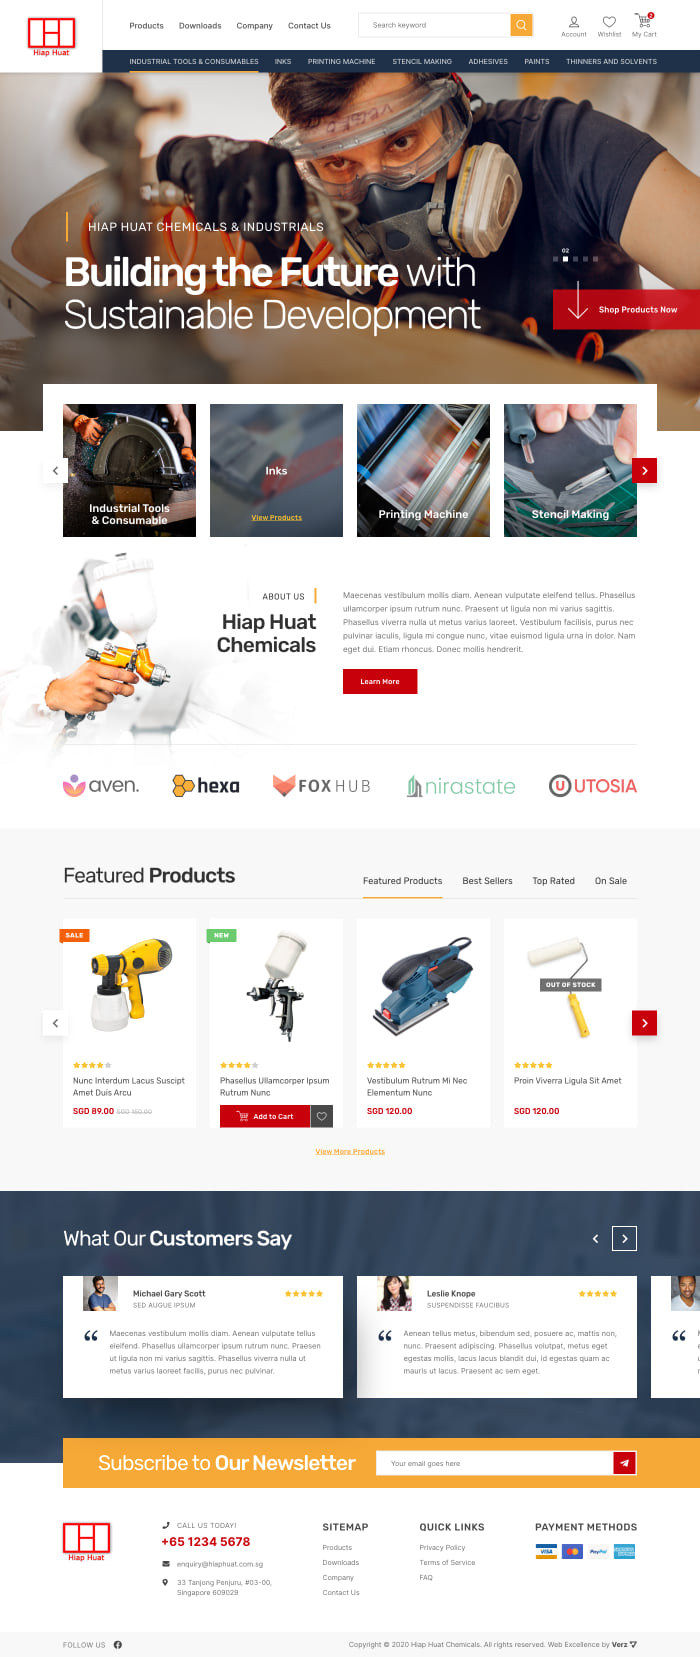 Hiap Huat
Products Downloads Company Contact Us
Search keyword
Account Wishlist My Cart
2
INDUSTRIAL TOOLS & CONSUMABLES INKS PRINTING MACHINE STENCIL MAKING ADHESIVES PAINTS THINNERS AND SOLVENTS
HIAP HUAT CHEMICALS & INDUSTRIALS
Building the Future with
Sustainable Development
02
Shop Products Now
Industrial Tools
& Consumable
Inks
View Products
Printing Machine
Stencil Making
ABOUT US
Hiap Huat
Chemicals
Maecenas vestibulum mollis diam. Aenean vulputate eleifend tellus. Phasellus
ullamcorper ipsum rutrum nunc. Praesent ut ligula non mi varius sagittis.
Phasellus viverra nulla ut metus varius laoreet. Vestibulum facilisis, purus nec
pulvinar iaculis, ligula mi congue nunc, vitae euismod ligula urna in dolor. Nam
eget dui. Etiam rhoncus. Donec mollis hendrerit.
Learn More
aven. hexa FOXHUB nirastate UTOSIA
Featured Products
Featured Products Best Sellers Top Rated On Sale
SALE
NEW
OUT OF STOCK
Nunc Interdum Lacus Suscipt
Amet Duis Arcu
SGD 89.00 SGD 150.00
Phasellus Ullamcorper Ipsum
Rutrum Nunc
Add to Cart
Vestibulum Rutrum Mi Nec
Elementum Nunc
SGD 120.00
Proin Viverra Ligula Sit Amet
SGD 120.00
View More Products
What Our Customers Say
Michael Gary Scott
SED AUGUE IPSUM
Maecenas vestibulum mollis diam. Aenean vulputate tellus
eleifend. Phasellus ullamcorper ipsum rutrum nunc. Praesen
ut ligula non mi varius sagittis. Phasellus viverra nulla ut
metus varius laoreet facilis, purus nec pulvinar.
Leslie Knope
SUSPENDISSE FAUCIBUS
Aenean tellus metus, bibendum sed, posuere ac, mattis non,
nunc. Praesent adipiscing. Phasellus volutpat, metus eget
egestas mollis, lacus lacus blandit dui, id egestas quam ac
mauris ut lacus. Praesent ac sem eget.
Subscribe to Our Newsletter
Your email goes here
Hiap Huat
CALL US TODAY!
+65 1234 5678
enquiry@hiaphuat.com.sg
33 Tanjong Penjuru, #03-00,
Singapore 609029
SITEMAP
Products
Downloads
Company
Contact Us
QUICK LINKS
Privacy Policy
Terms of Service
FAQ
PAYMENT METHODS
VISA PayPal
FOLLOW US
Copyright © 2020 Hiap Huat Chemicals. All rights reserved. Web Excellence by Verz